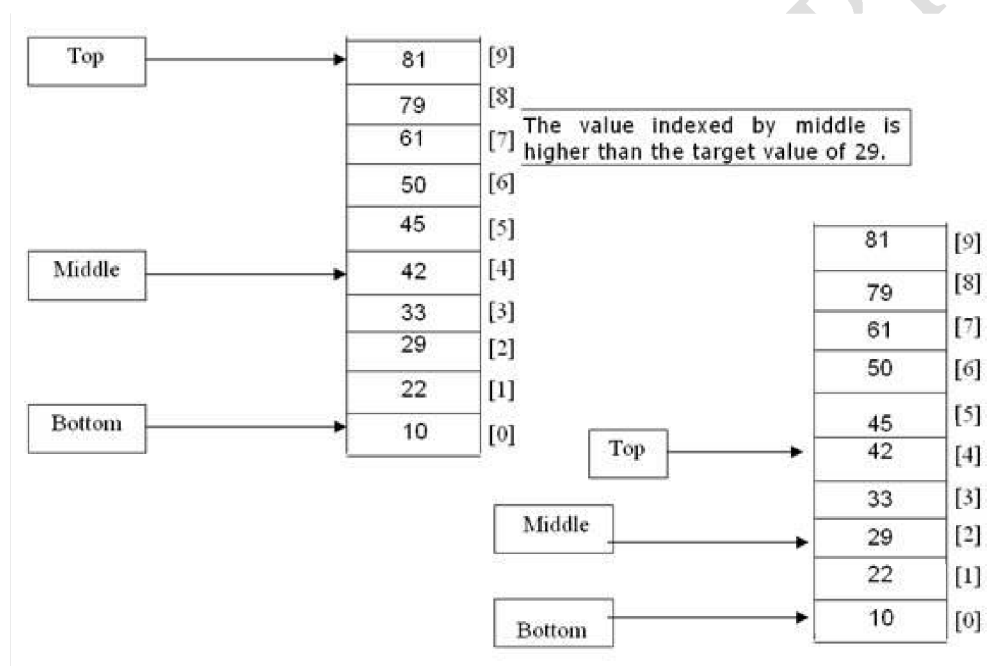 Top
81 [9]
79 [8]
61 [7]
50 [6]
45 [5]
Middle
42 [4]
33 [3]
29 [2]
22 [1]
Bottom
10 [0]
The value indexed by middle is
higher than the target value of 29.
81 [9]
79 [8]
61 [7]
50 [6]
45 [5]
Top
42 [4]
33 [3]
Middle
29 [2]
22 [1]
Bottom
10 [0]